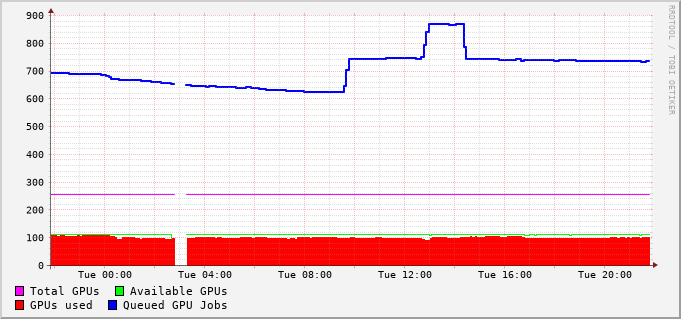 900
800
700
600
500
400
300
200
100
0
Tue 00:00 Tue 04:00 Tue 08:00 Tue 12:00 Tue 16:00 Tue 20:00
Total GPUs Available GPUs
GPUs used Queued GPU Jobs
RRDTOOL / TOBI OETIKER